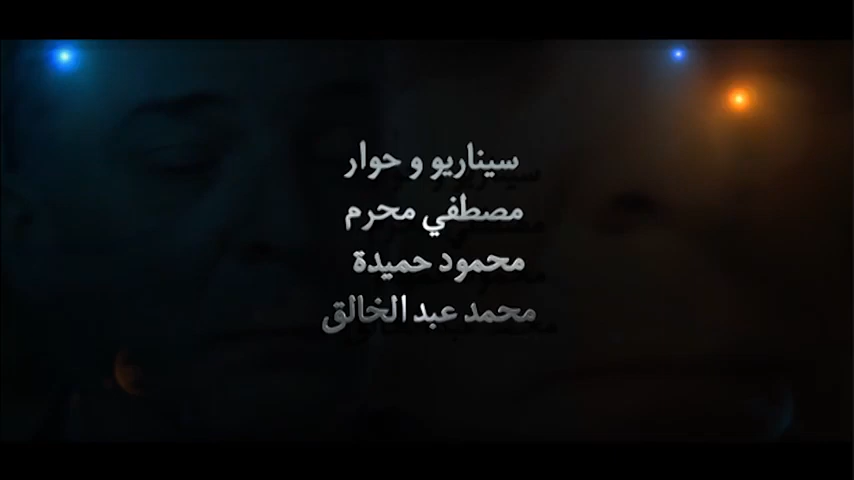 سيناريو و حوار
مصطفي محرم
محمود حميدة
محمد عبد الخالق